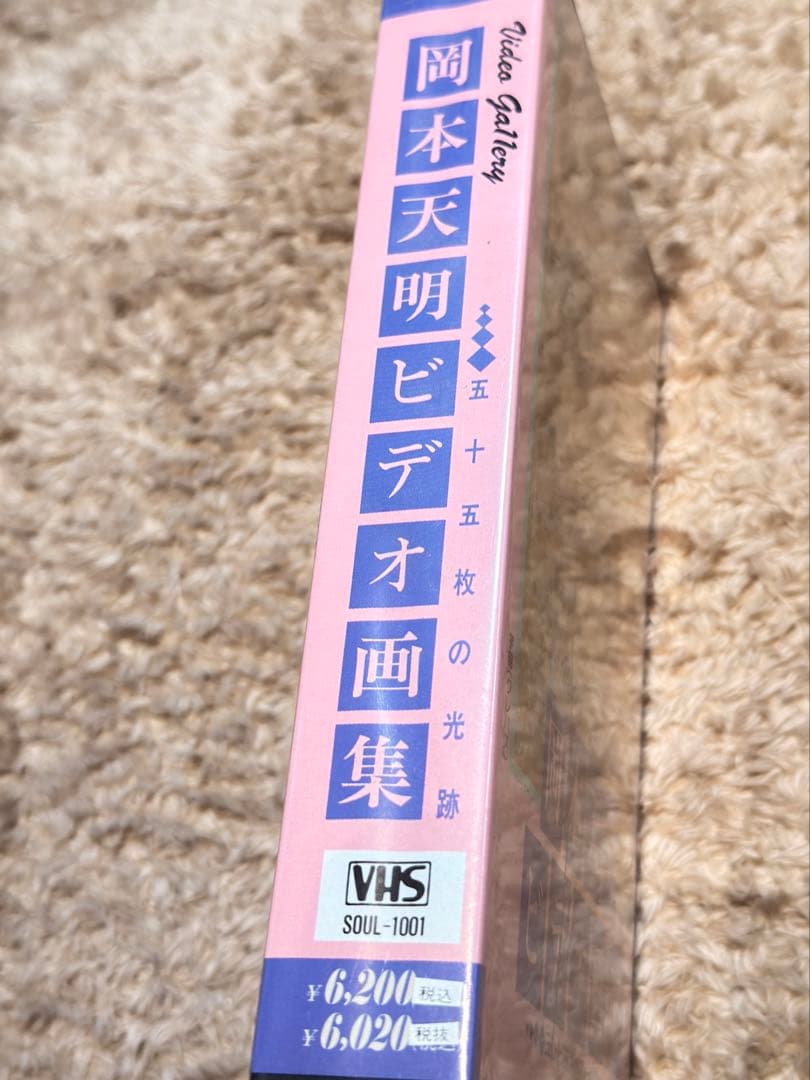 Video Gallery
岡本天明ビデオ画集
五十五枚の光跡
VHS
SOUL-1001
¥6,200 税込
¥6,020 税抜